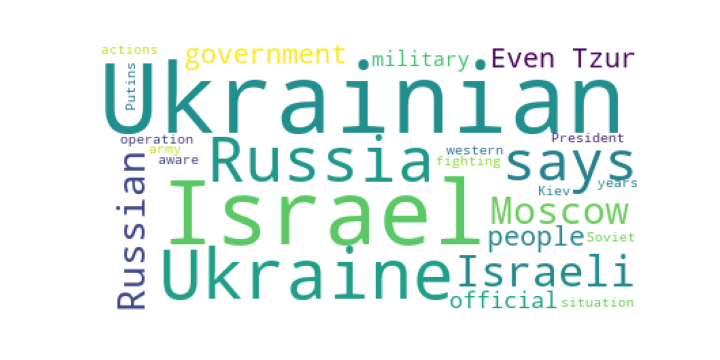 actions
government
military
Even Tzur
Putins
Ukrainian
operation
President
army
Russia
western
says
aware
fighting
Russian
Israel
Kiev
years
Moscow
people
Soviet
Ukraine
Israeli
official
situation